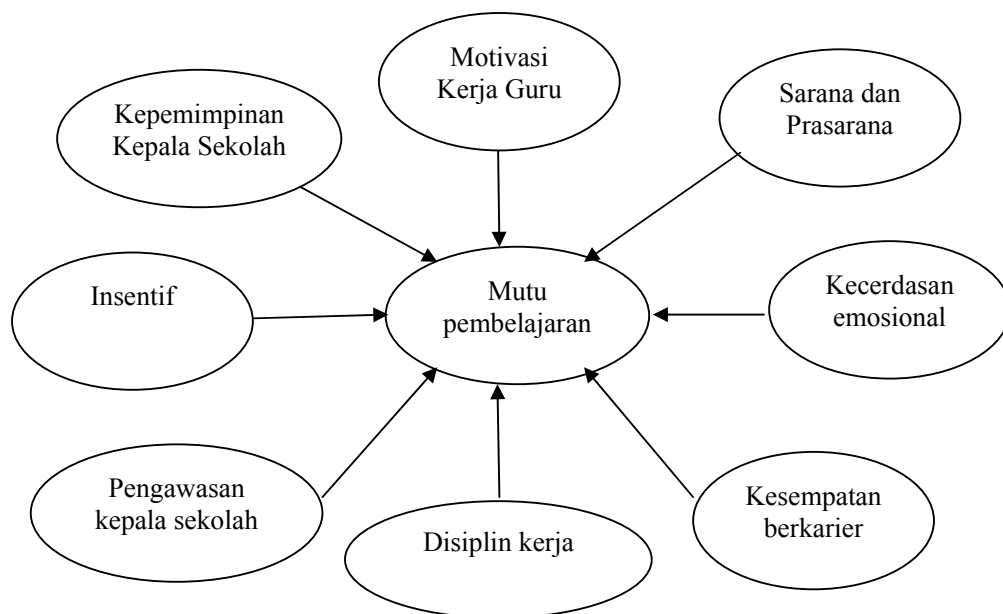 Motivasi
Kerja Guru
Kepemimpinan
Kepala Sekolah
Sarana dan
Prasarana
Insentif
Mutu
pembelajaran
Kecerdasan
emosional
Pengawasan
kepala sekolah
Disiplin kerja
Kesempatan
berkarier